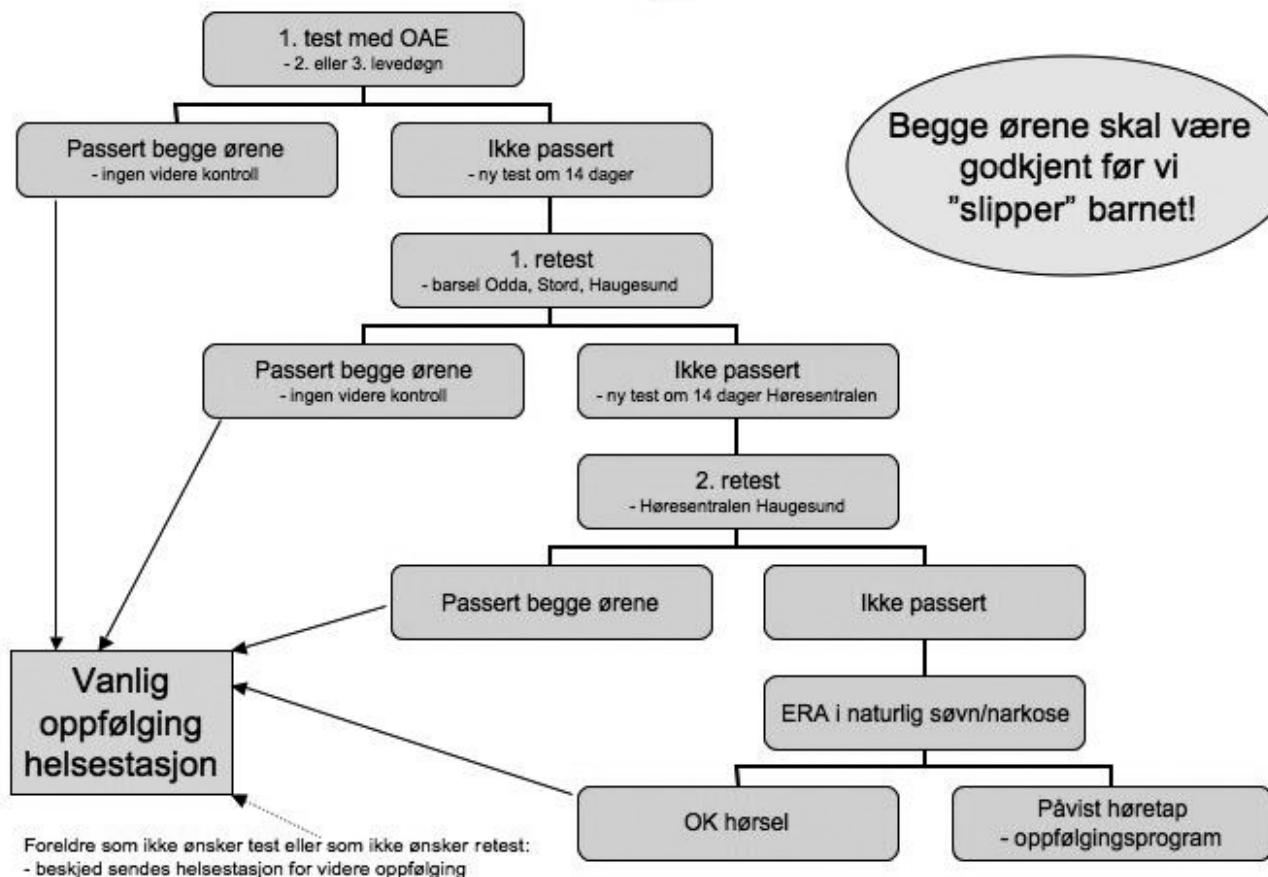 1. test med OAE
- 2. eller 3. levedøgn
Begge ørene skal være
godkjent før vi
”slipper” barnet!
Passert begge ørene
- ingen videre kontroll
Ikke passert
- ny test om 14 dager
1. retest
- barsel Odda, Stord, Haugesund
Passert begge ørene
- ingen videre kontroll
Ikke passert
- ny test om 14 dager Høresentralen
2. retest
- Høresentralen Haugesund
Passert begge ørene
Ikke passert
Vanlig
oppfølging
helsestasjon
ERA i naturlig søvn/narkose
OK hørsel
Påvist høretap
- oppfølgingsprogram
Foreldre som ikke ønsker test eller som ikke ønsker retest:
- beskjed sendes helsestasjon for videre oppfølging